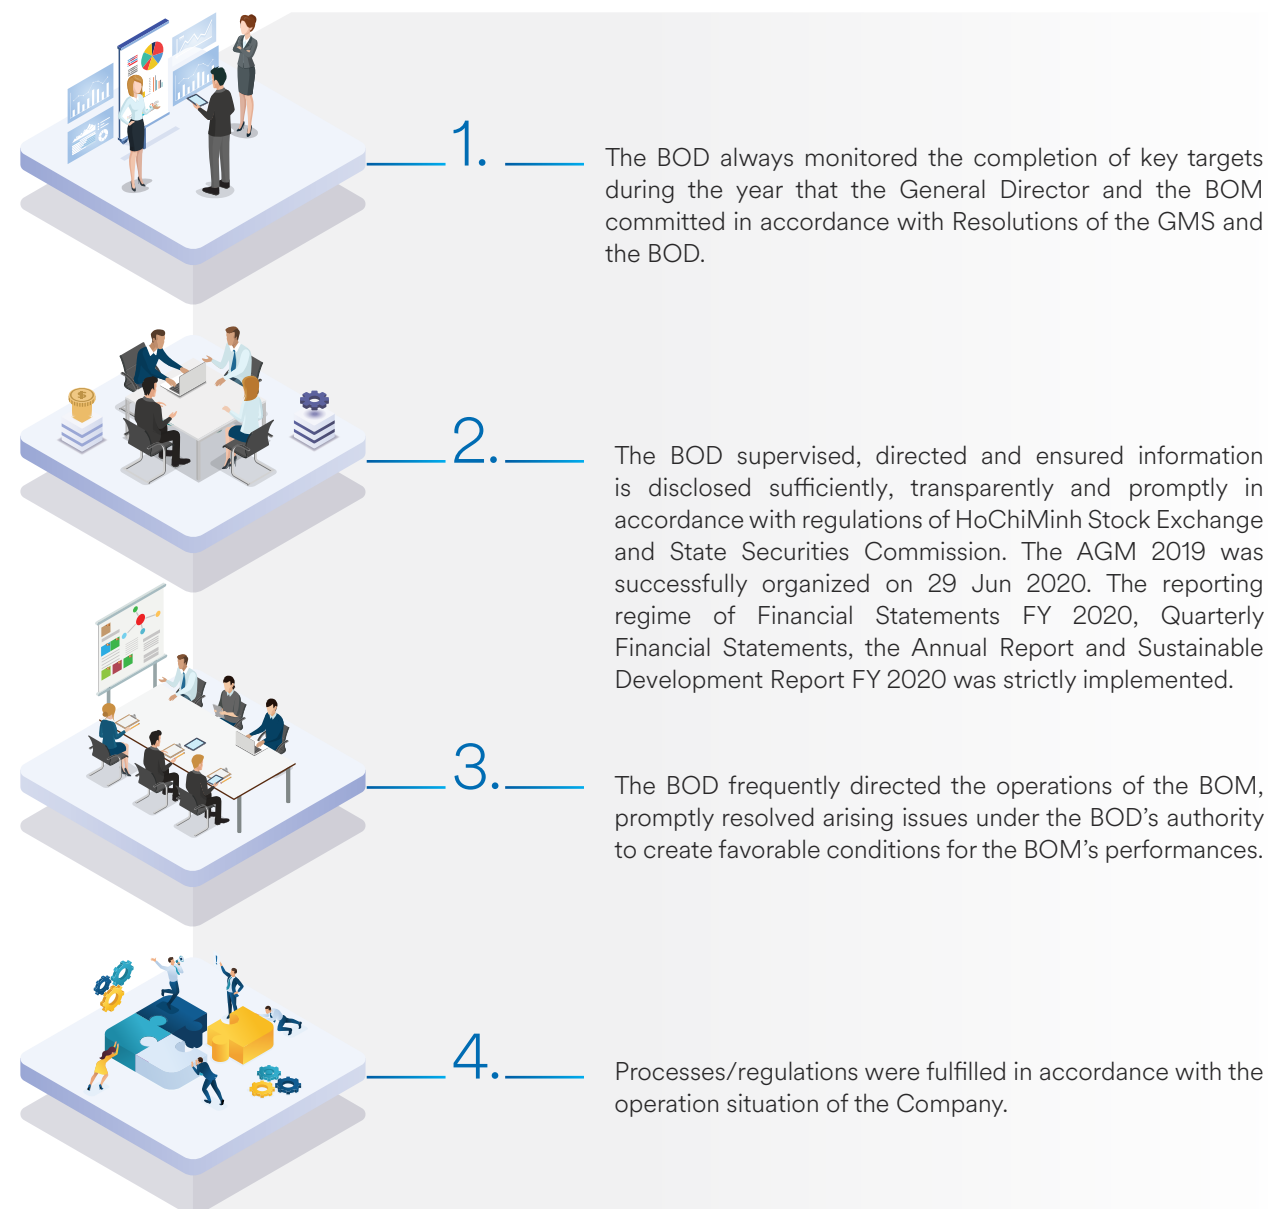 1.
The BOD always monitored the completion of key targets
during the year that the General Director and the BOM
committed in accordance with Resolutions of the GMS and
the BOD.
2.
The BOD supervised, directed and ensured information
is disclosed sufficiently, transparently and promptly in
accordance with regulations of HoChiMinh Stock Exchange
and State Securities Commission. The AGM 2019 was
successfully organized on 29 Jun 2020. The reporting
regime of Financial Statements FY 2020, Quarterly
Financial Statements, the Annual Report and Sustainable
Development Report FY 2020 was strictly implemented.
3.
The BOD frequently directed the operations of the BOM,
promptly resolved arising issues under the BOD's authority
to create favorable conditions for the BOM's performances.
4.
Processes/regulations were fulfilled in accordance with the
operation situation of the Company.